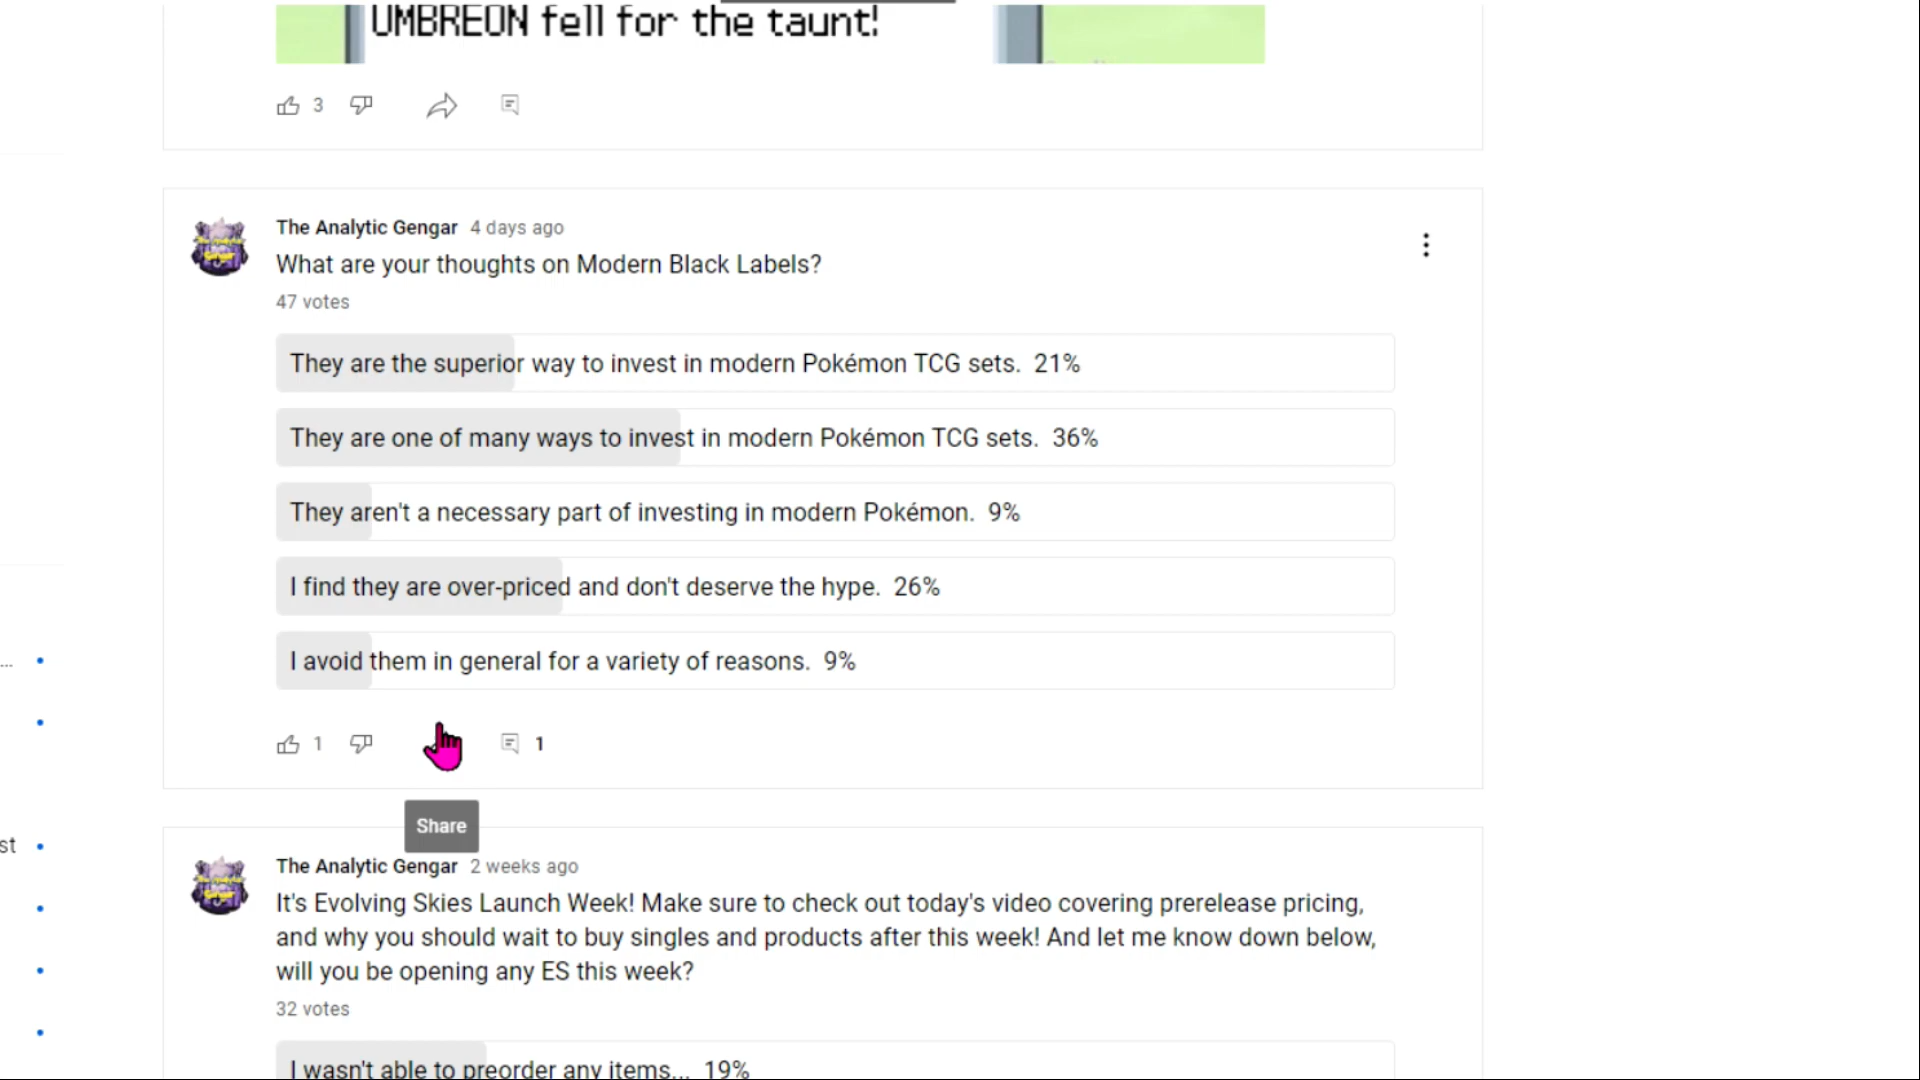 UMBREON fell for the taunt!
3
The Analytic Gengar 4 days ago
What are your thoughts on Modern Black Labels?
47 votes
They are the superior way to invest in modern Pokémon TCG sets. 21%
They are one of many ways to invest in modern Pokémon TCG sets. 36%
They aren't a necessary part of investing in modern Pokémon. 9%
I find they are over-priced and don't deserve the hype. 26%
I avoid them in general for a variety of reasons. 9%
...
1 1
Share
st
The Analytic Gengar 2 weeks ago
It's Evolving Skies Launch Week! Make sure to check out today's video covering prerelease pricing,
and why you should wait to buy singles and products after this week! And let me know down below,
will you be opening any ES this week?
32 votes
I wasn't able to preorder any items... 19%